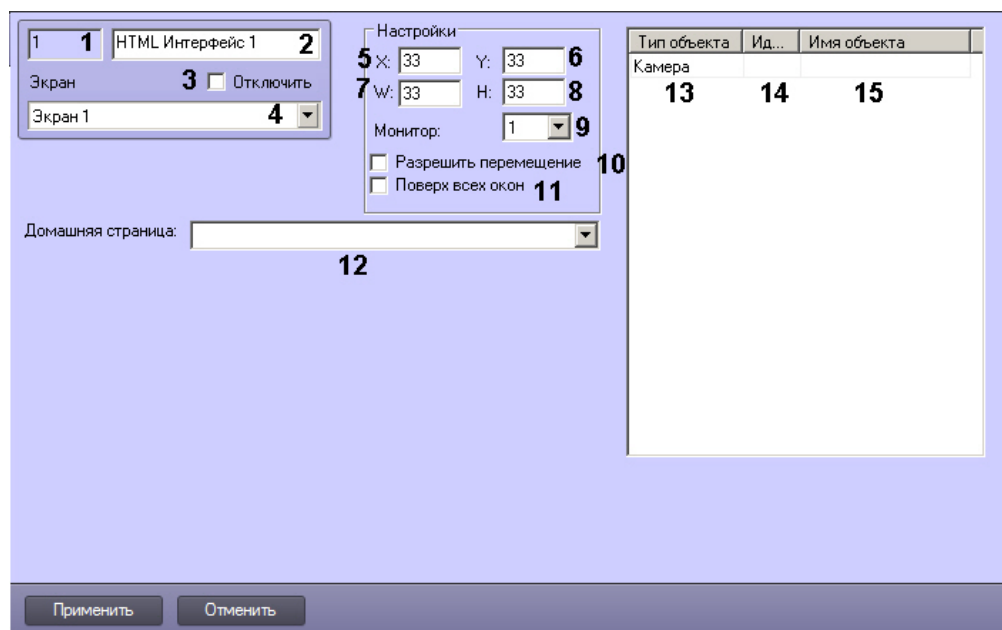 1 1 HTML Интерфейс 1 2
Экран 3 Отключить
Экран 1 4
Настройки
5 X: 33 Y: 33 6
7 W: 33 H: 33 8
Монитор: 1 9
Разрешить перемещение 10
Поверх всех окон 11
Домашняя страница:
12
Тип объекта Ид... Имя объекта
Камера
13 14 15
Применить Отменить